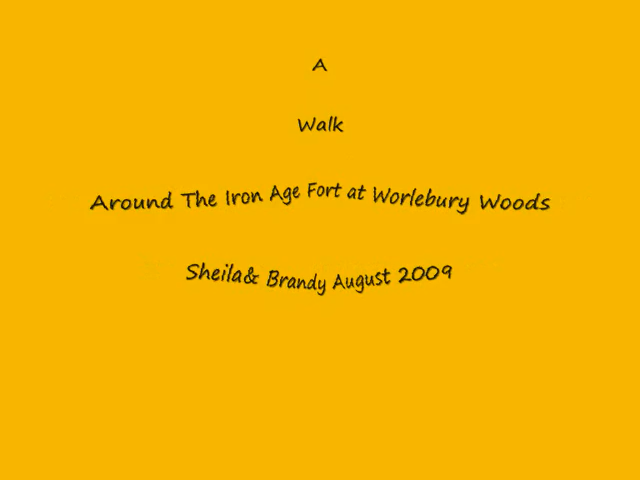 A
Walk
Around The Iron Age Fort at Worlebury Woods
Sheila& Brandy August 2009